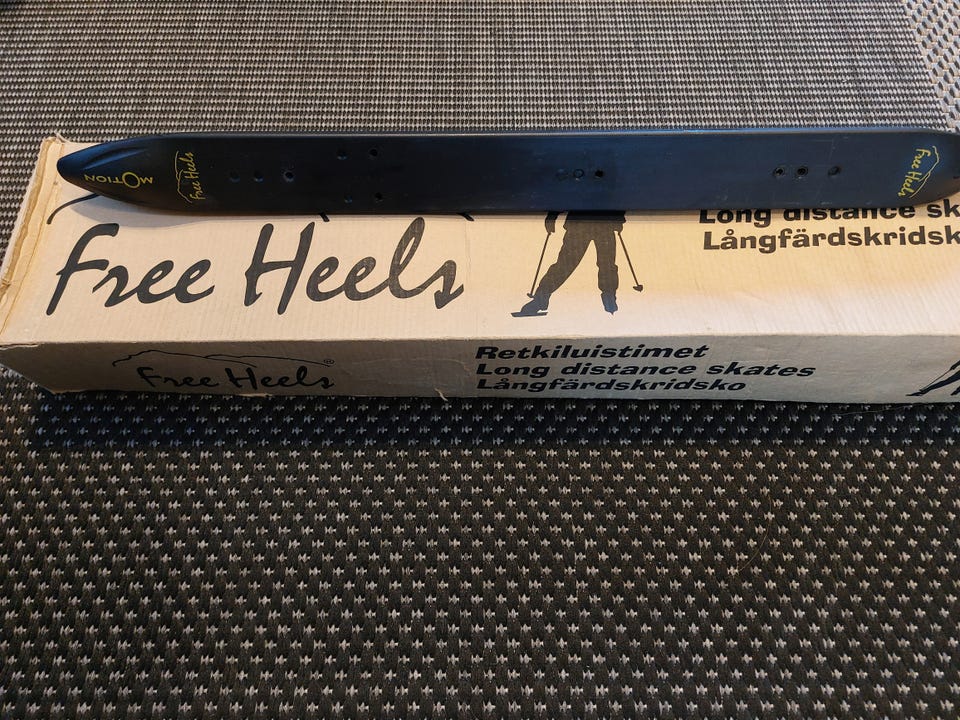 MOTION
Free Heels
Free Heels
Free Heels
Long distance sk
Långfärdskridsk
Free Heels®
Retkiluistimet
Long distance skates
Långfärdskridsko